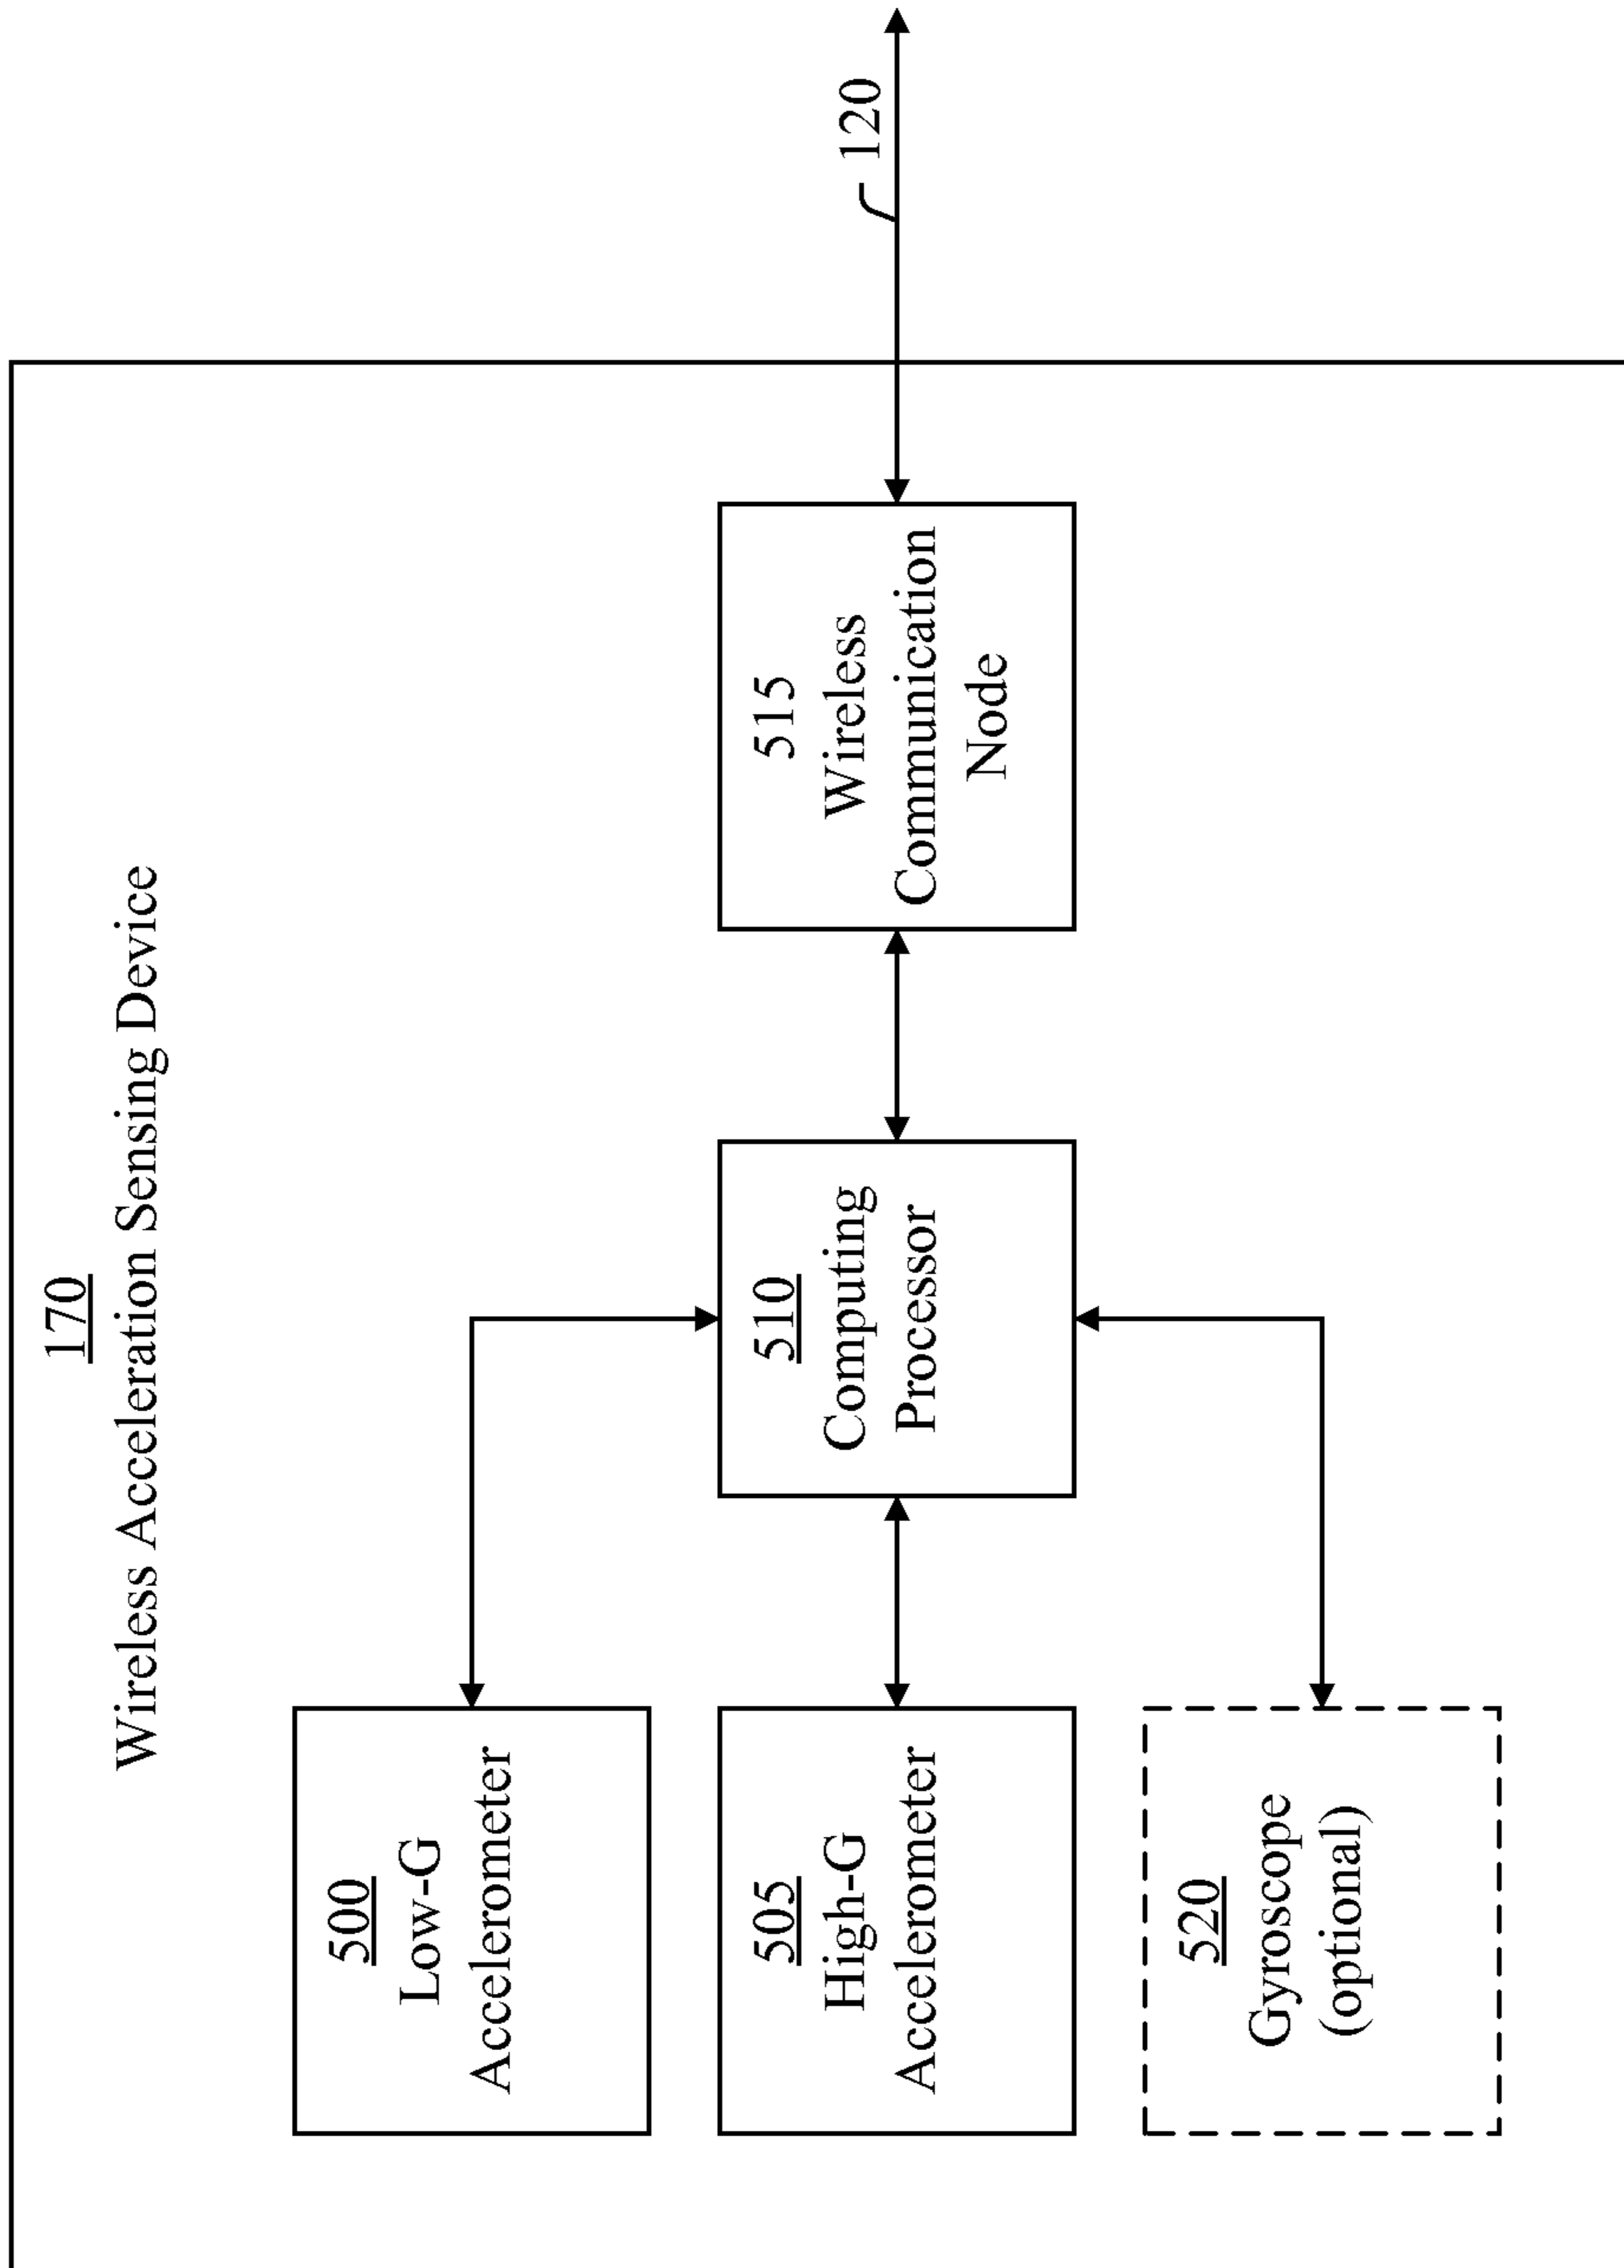 170
Wireless Acceleration Sensing Device
500
Low-G
Accelerometer
505
High-G
Accelerometer
520
Gyroscope
(optional)
510
Computing
Processor
515
Wireless
Communication
Node
120